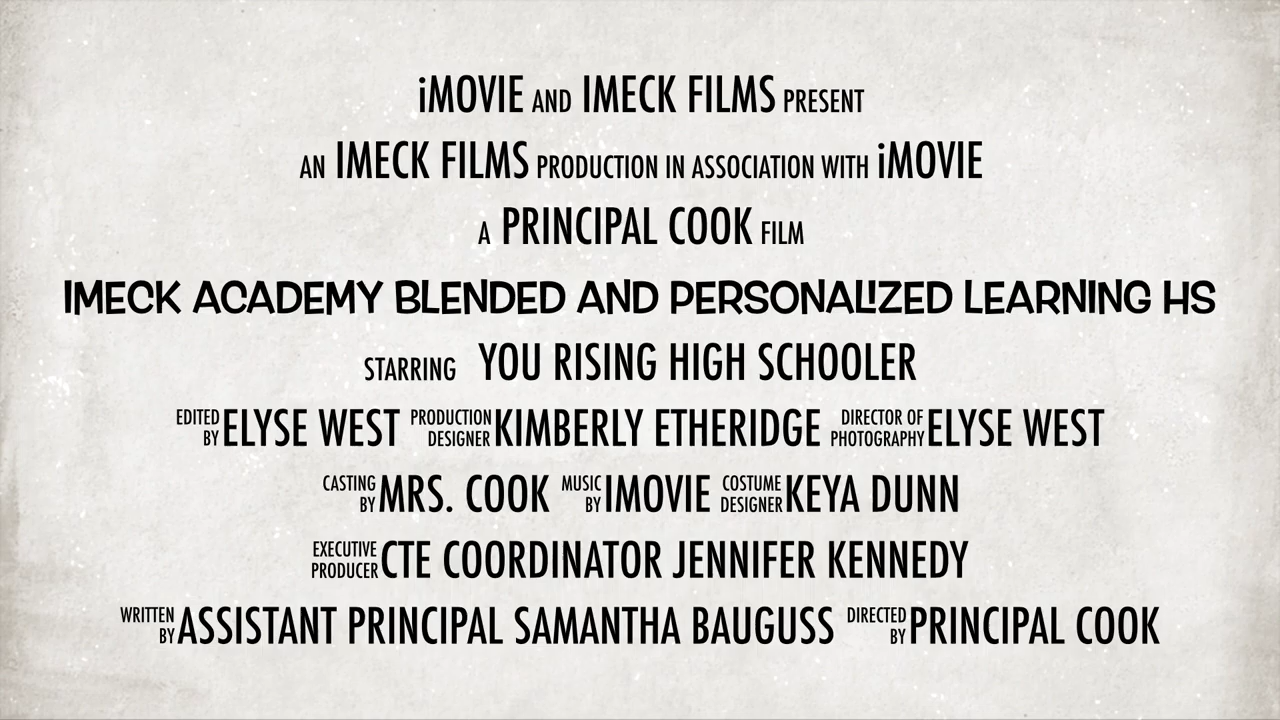 iMOVIE AND IMECK FILMS PRESENT
AN IMECK FILMS PRODUCTION IN ASSOCIATION WITH iMOVIE
A PRINCIPAL COOK FILM
IMECK ACADEMY BLENDED AND PERSONALIZED LEARNING HS
STARRING YOU RISING HIGH SCHOOLER
EDITED BY ELYSE WEST PRODUCTION DESIGNER KIMBERLY ETHERIDGE DIRECTOR OF PHOTOGRAPHY ELYSE WEST
CASTING BY MRS. COOK MUSIC BY IMOVIE COSTUME DESIGNER KEYA DUNN
EXECUTIVE PRODUCER CTE COORDINATOR JENNIFER KENNEDY
WRITTEN BY ASSISTANT PRINCIPAL SAMANTHA BAUGUSS DIRECTED BY PRINCIPAL COOK